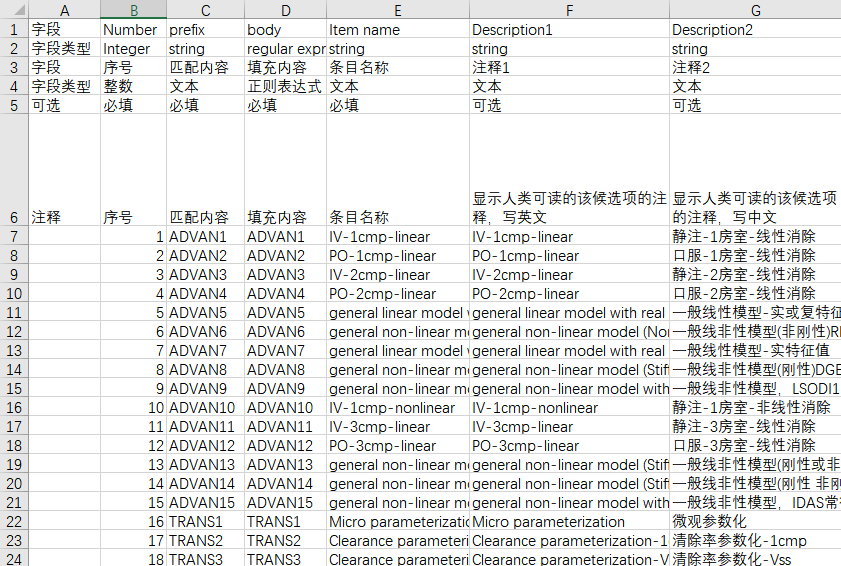 A B C D E F G
1 字段 Number prefix body Item name Description1 Description2
2 字段类型 Integer string regular expr string string string
3 字段 序号 匹配内容 填充内容 条目名称 注释1 注释2
4 字段类型 整数 文本 正则表达式 文本 文本 文本
5 可选 必填 必填 必填 必填 可选 可选
显示人类可读的该候选项的注 显示人类可读的该候选项
6 注释 序号 匹配内容 填充内容 条目名称 释，写英文 的注释，写中文
7 1 ADVAN1 ADVAN1 IV-1cmp-linear IV-1cmp-linear 静注-1房室-线性消除
8 2 ADVAN2 ADVAN2 PO-1cmp-linear PO-1cmp-linear 口服-1房室-线性消除
9 3 ADVAN3 ADVAN3 IV-2cmp-linear IV-2cmp-linear 静注-2房室-线性消除
10 4 ADVAN4 ADVAN4 PO-2cmp-linear PO-2cmp-linear 口服-2房室-线性消除
11 5 ADVAN5 ADVAN5 general linear model general linear model with real 一般线性模型-实或复特征
12 6 ADVAN6 ADVAN6 general non-linear m general non-linear model (No 一般线非性模型(非刚性)
13 7 ADVAN7 ADVAN7 general linear model general linear model with real 一般线性模型-实特征值
14 8 ADVAN8 ADVAN8 general non-linear m general non-linear model (Stif 一般线非性模型(刚性)DGE
15 9 ADVAN9 ADVAN9 general non-linear m general non-linear model with 一般线非性模型，LSODI1
16 10 ADVAN10 ADVAN10 IV-1cmp-nonlinear IV-1cmp-nonlinear 静注-1房室-非线性消除
17 11 ADVAN11 ADVAN11 IV-3cmp-linear IV-3cmp-linear 静注-3房室-线性消除
18 12 ADVAN12 ADVAN12 PO-3cmp-linear PO-3cmp-linear 口服-3房室-线性消除
19 13 ADVAN13 ADVAN13 general non-linear m general non-linear model (Stif 一般线非性模型(刚性或非
20 14 ADVAN14 ADVAN14 general non-linear m general non-linear model (Stif 一般线非性模型(刚性 非刚
21 15 ADVAN15 ADVAN15 general non-linear m general non-linear model with 一般线非性模型，IDAS常
22 16 TRANS1 TRANS1 Micro parameterizatio Micro parameterization 微观参数化
23 17 TRANS2 TRANS2 Clearance parameteri Clearance parameterization-1 清除率参数化-1cmp
24 18 TRANS3 TRANS3 Clearance parameteri Clearance parameterization-V 清除率参数化-Vss